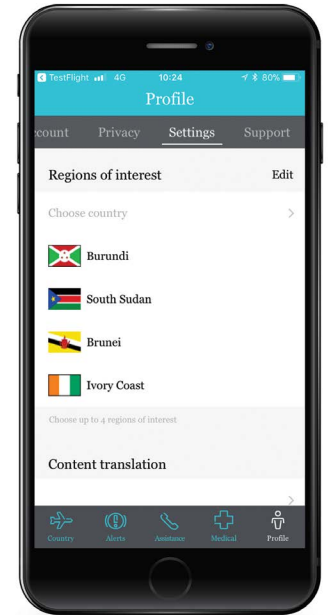 TestFlight 4G 10:24 80%
Profile
count Privacy Settings Support
Regions of interest Edit
Choose country
Burundi
South Sudan
Brunei
Ivory Coast
Choose up to 4 regions of interest
Content translation
Country Alerts Assistance Medical Profile